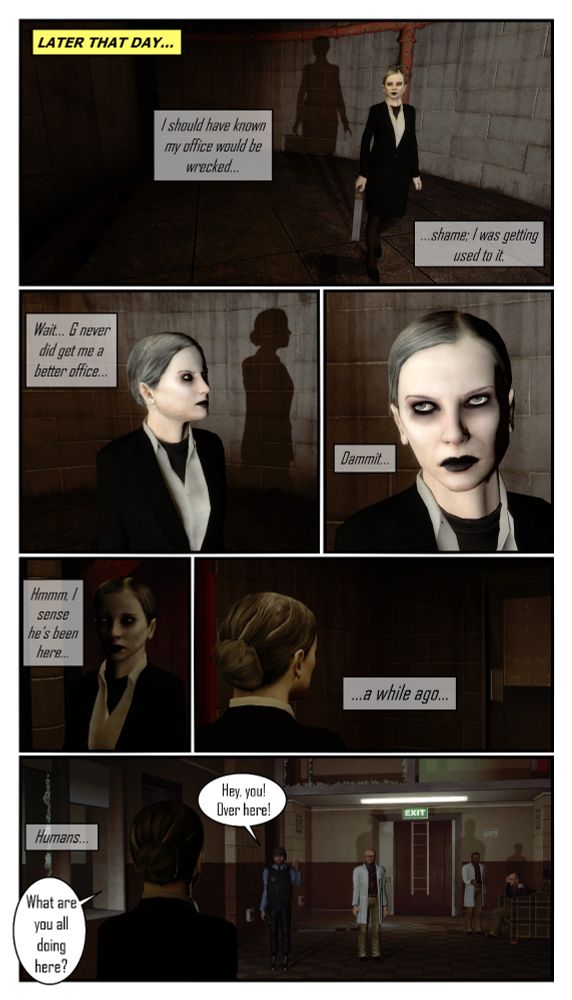 LATER THAT DAY...
I should have known
my office would be
wrecked...
...shame; I was getting
used to it.
Wait... G never
did get me a
better office...
Dammit...
Hmmm, I
sense
he's been
here...
...a while ago...
Hey, you!
Over here!
EXIT
Humans...
What are
you all
doing
here?